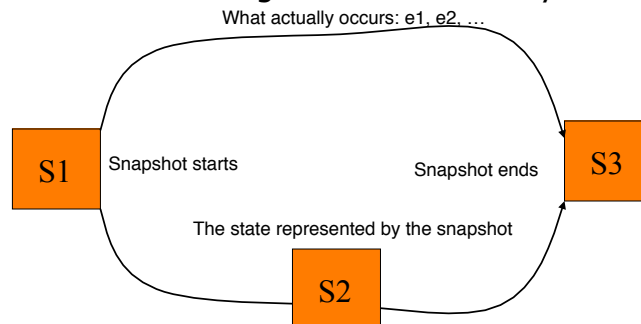 What actually occurs: e1, e2, …
S1
Snapshot starts
Snapshot ends
S3
The state represented by the snapshot
S2